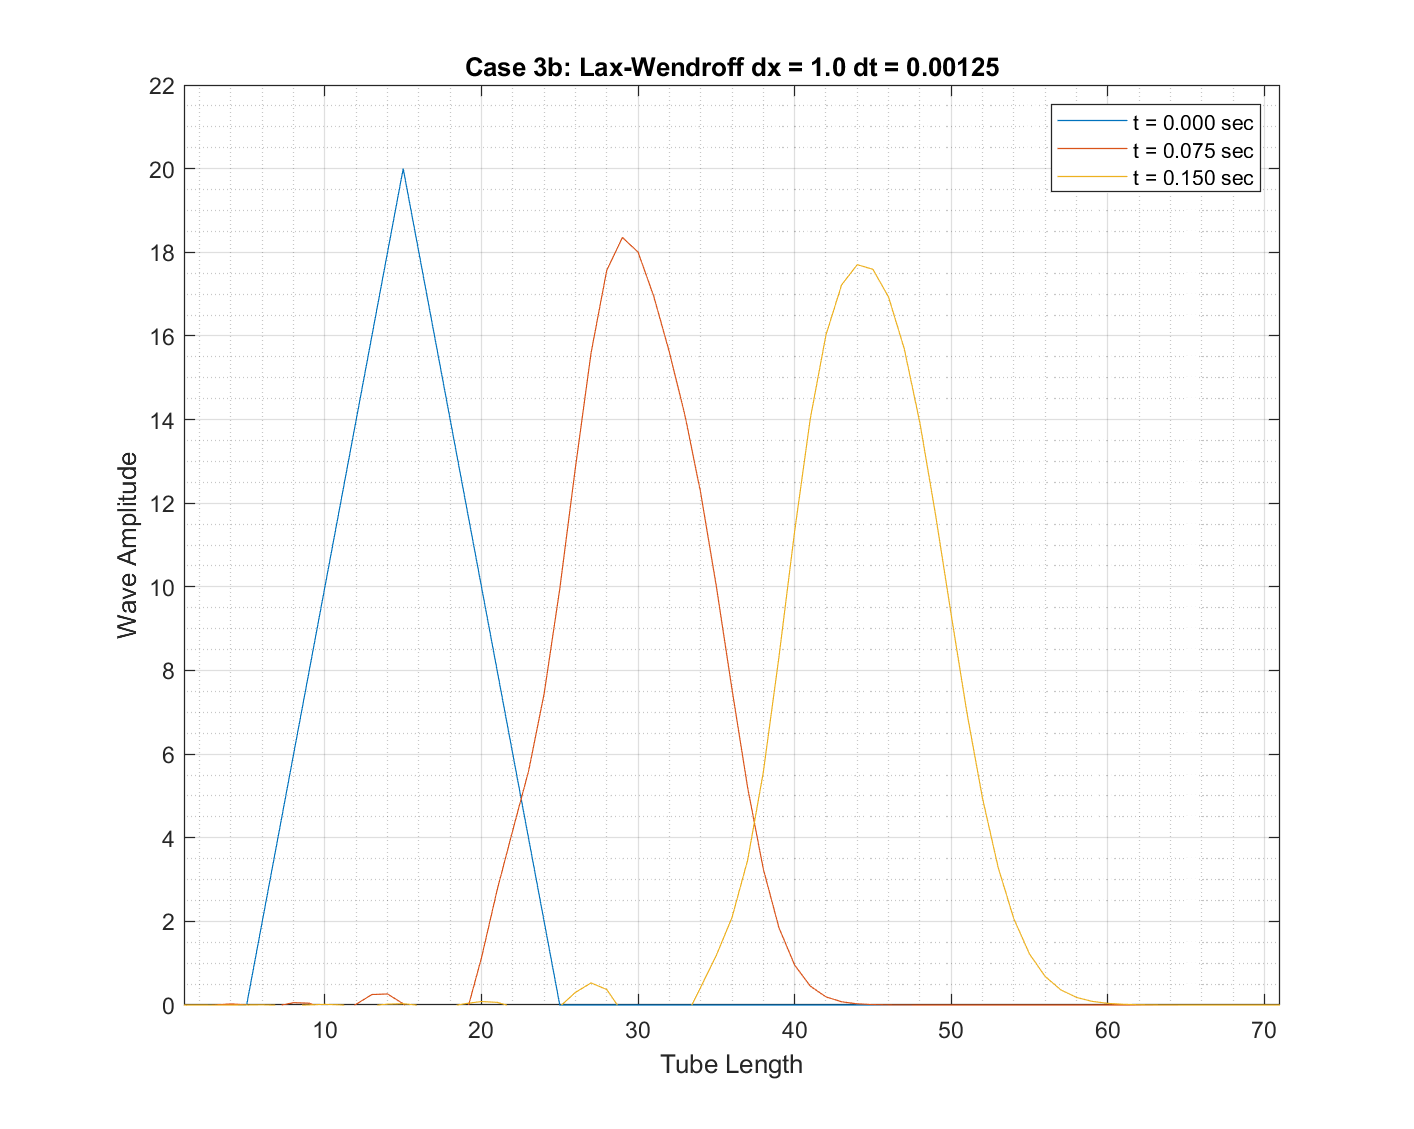 Case 3b: Lax-Wendroff dx = 1.0 dt = 0.00125
t = 0.000 sec
t = 0.075 sec
t = 0.150 sec
Wave Amplitude
22
20
18
16
14
12
10
8
6
4
2
0
10 20 30 40 50 60 70
Tube Length